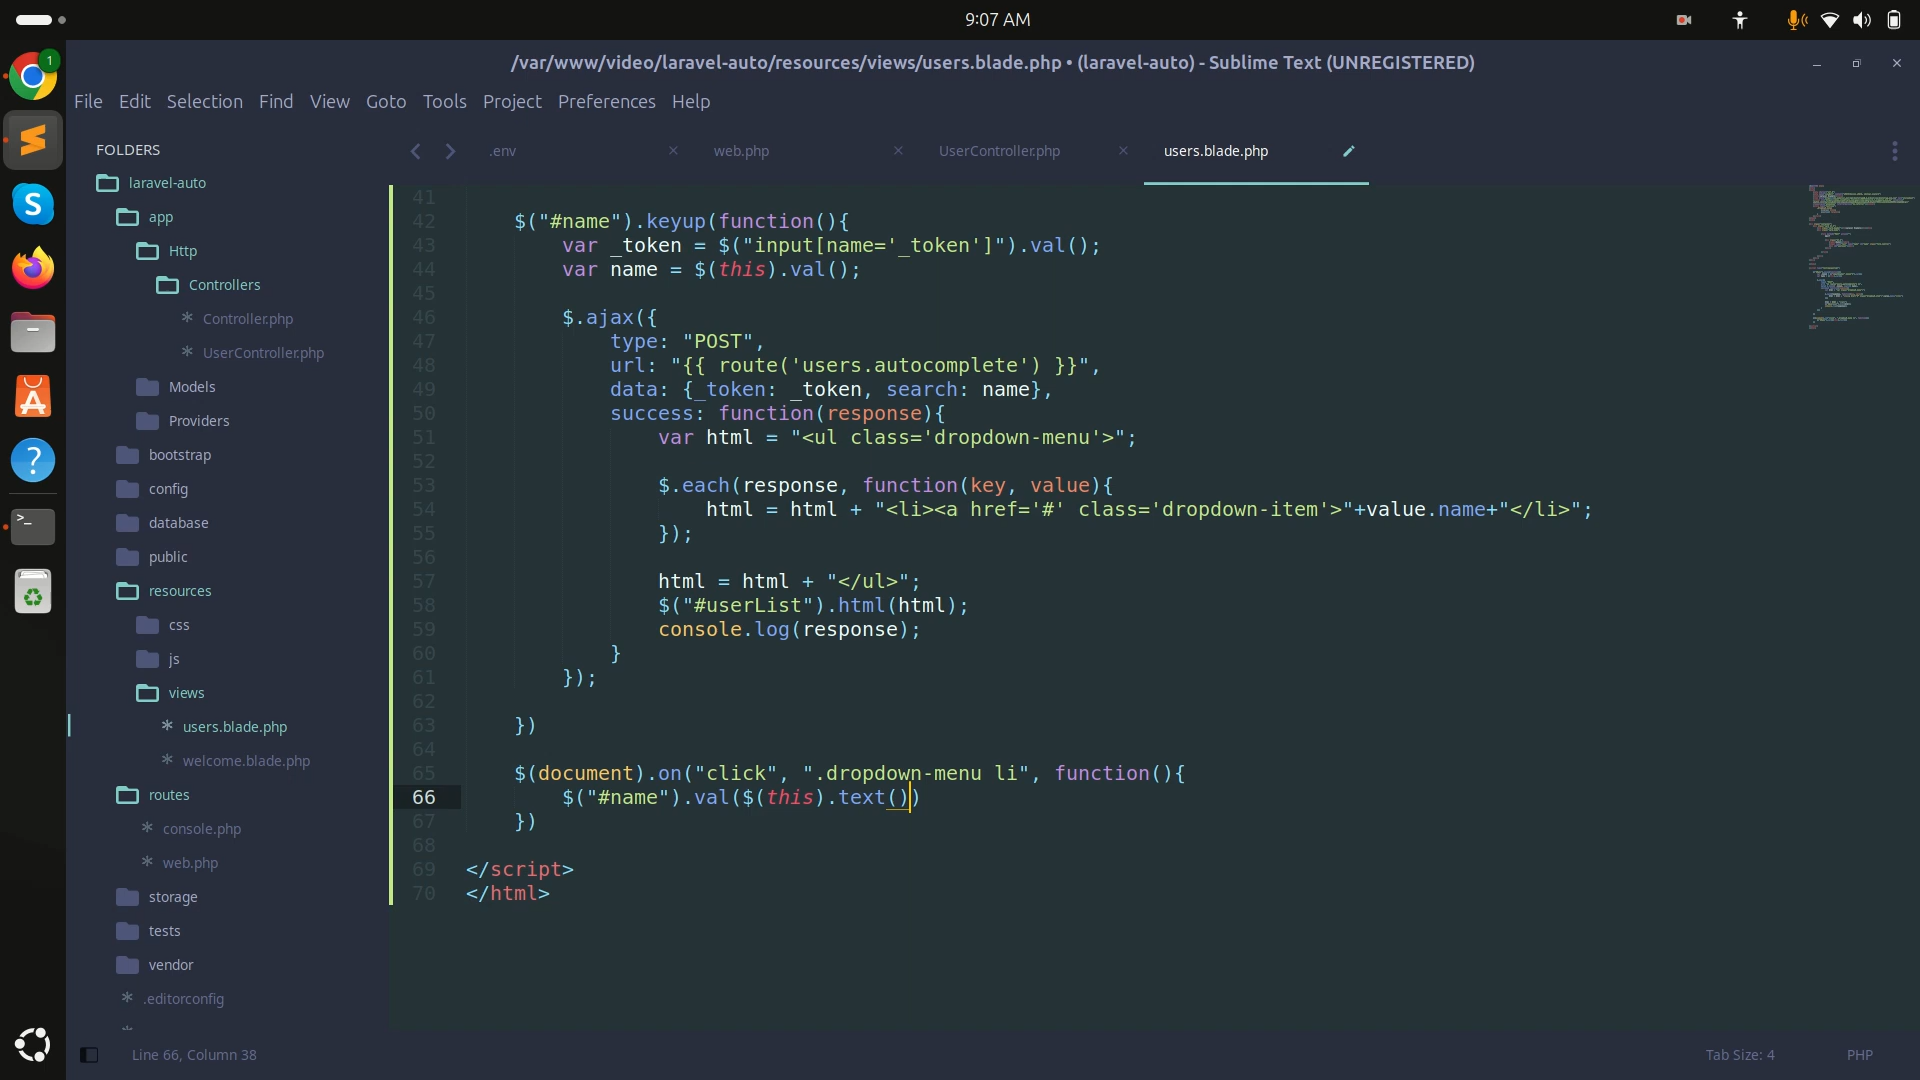 9:07 AM
1
/var/www/video/laravel-auto/resources/views/users.blade.php • (laravel-auto) - Sublime Text (UNREGISTERED)
File Edit Selection Find View Goto Tools Project Preferences Help
FOLDERS
laravel-auto
app
Http
Controllers
Controller.php
UserController.php
Models
Providers
bootstrap
config
database
public
resources
css
js
views
users.blade.php
welcome.blade.php
routes
console.php
web.php
storage
tests
vendor
.editorconfig
.env
web.php
UserController.php
users.blade.php
41
42 $("#name").keyup(function(){
43 var _token = $("input[name='_token']").val();
44 var name = $(this).val();
45
46 $.ajax({
47 type: "POST",
48 url: "{{ route('users.autocomplete') }}",
49 data: {_token: _token, search: name},
50 success: function(response){
51 var html = "<ul class='dropdown-menu'>";
52
53 $.each(response, function(key, value){
54 html = html + "<li><a href='#' class='dropdown-item'>"+value.name+"</li>";
55 });
56
57 html = html + "</ul>";
58 $("#userList").html(html);
59 console.log(response);
60 }
61 });
62
63 })
64
65 $(document).on("click", ".dropdown-menu li", function(){
66 $("#name").val($(this).text())
67 })
68
69 </script>
70 </html>
Line 66, Column 38
Tab Size: 4
PHP